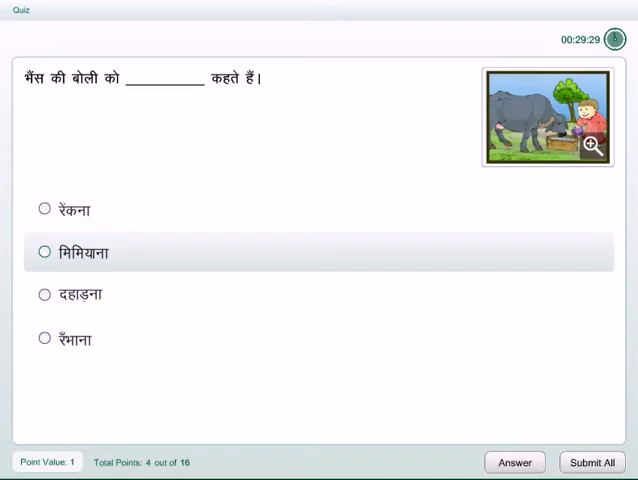 Quiz
00:29:29
भैंस की बोली को __________ कहते हैं।
रेंकना
मिमियाना
दहाड़ना
रँभाना
Point Value: 1 Total Points: 4 out of 16 Answer Submit All